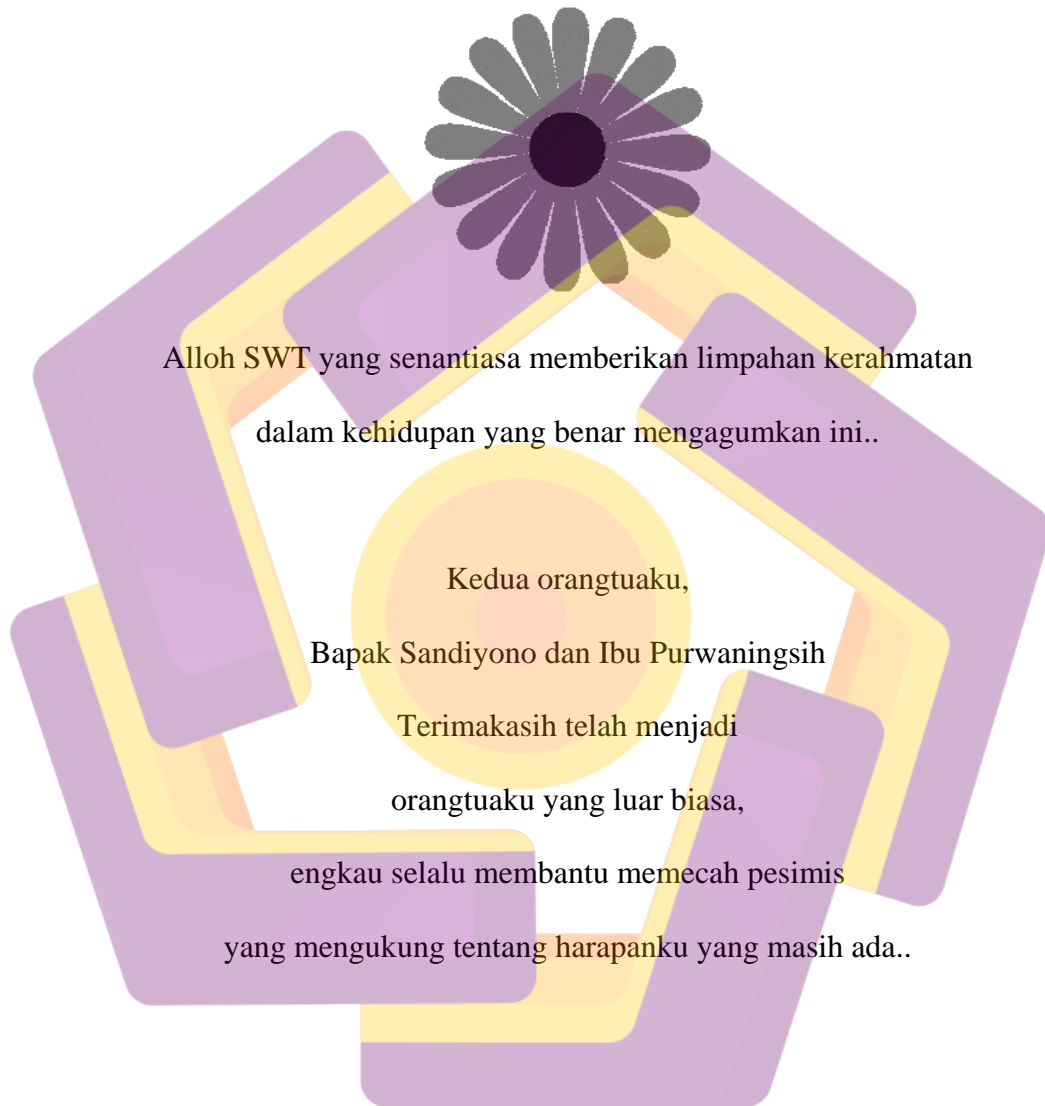 Alloh SWT yang senantiasa memberikan limpahan kerahmatan
dalam kehidupan yang benar mengagumkan ini..
Kedua orangtuaku,
Bapak Sandiyono dan Ibu Purwaningsih
Terimakasih telah menjadi
orangtuaku yang luar biasa,
engkau selalu membantu memecah pesimis
yang mengukung tentang harapanku yang masih ada..